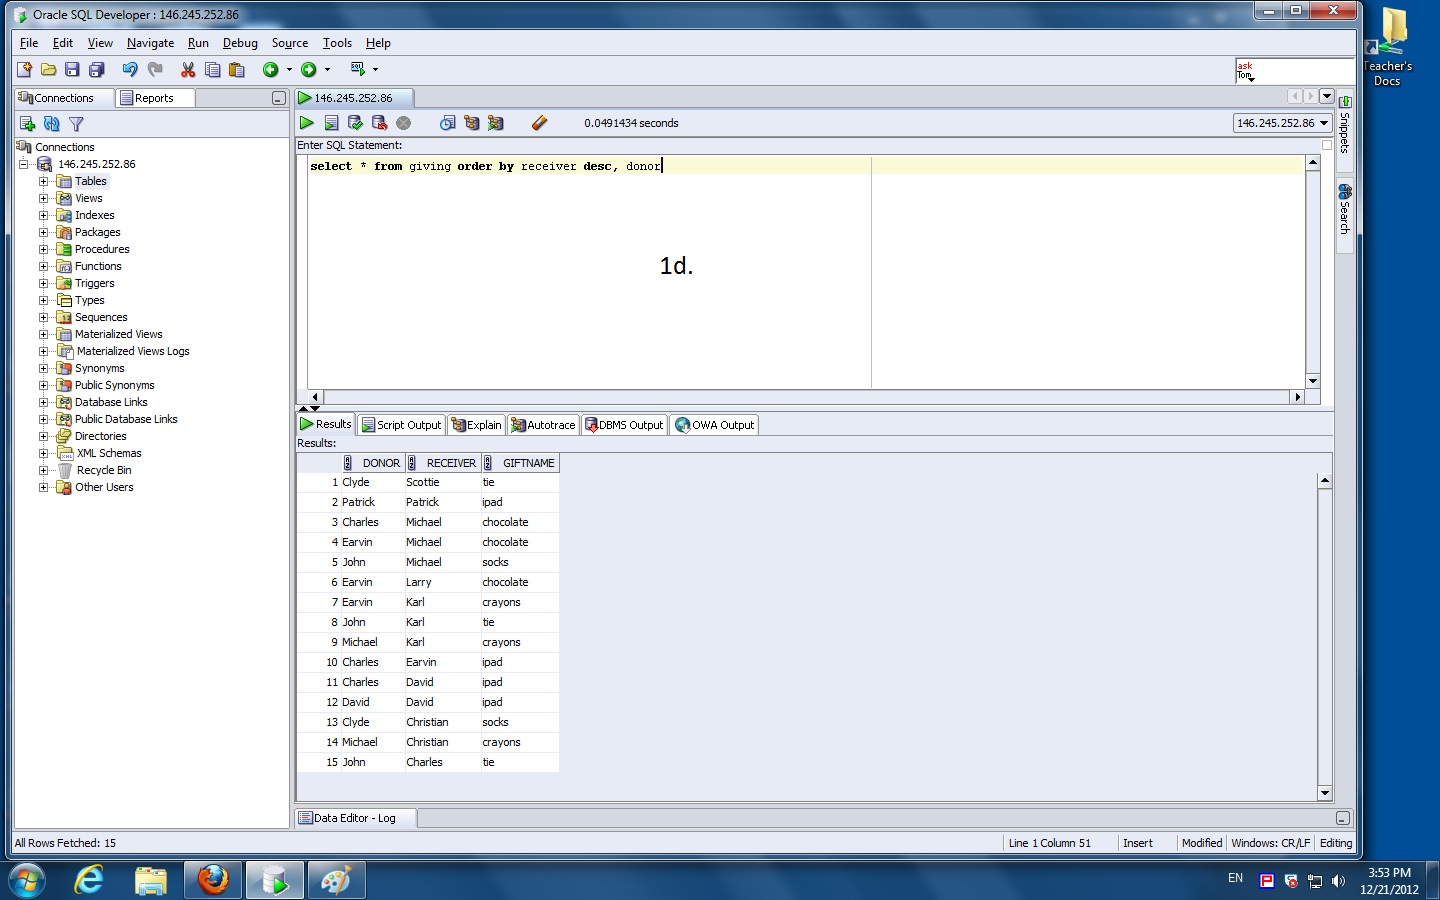 Oracle SQL Developer : 146.245.252.86
File Edit View Navigate Run Debug Source Tools Help
ask
Tom
Teacher's
Docs
Connections Reports
146.245.252.86
0.0491434 seconds
146.245.252.86
Snippets
Search
Connections
146.245.252.86
Tables
Views
Indexes
Packages
Procedures
Functions
Triggers
Types
Sequences
Materialized Views
Materialized Views Logs
Synonyms
Public Synonyms
Database Links
Public Database Links
Directories
XML Schemas
Recycle Bin
Other Users
Enter SQL Statement:
select * from giving order by receiver desc, donor
1d.
Results Script Output Explain Autotrace DBMS Output OWA Output
Results:
DONOR RECEIVER GIFTNAME
1 Clyde Scottie tie
2 Patrick Patrick ipad
3 Charles Michael chocolate
4 Earvin Michael chocolate
5 John Michael socks
6 Earvin Larry chocolate
7 Earvin Karl crayons
8 John Karl tie
9 Michael Karl crayons
10 Charles Earvin ipad
11 Charles David ipad
12 David David ipad
13 Clyde Christian socks
14 Michael Christian crayons
15 John Charles tie
Data Editor - Log
All Rows Fetched: 15
Line 1 Column 51 Insert Modified Windows: CR/LF Editing
EN
3:53 PM
12/21/2012